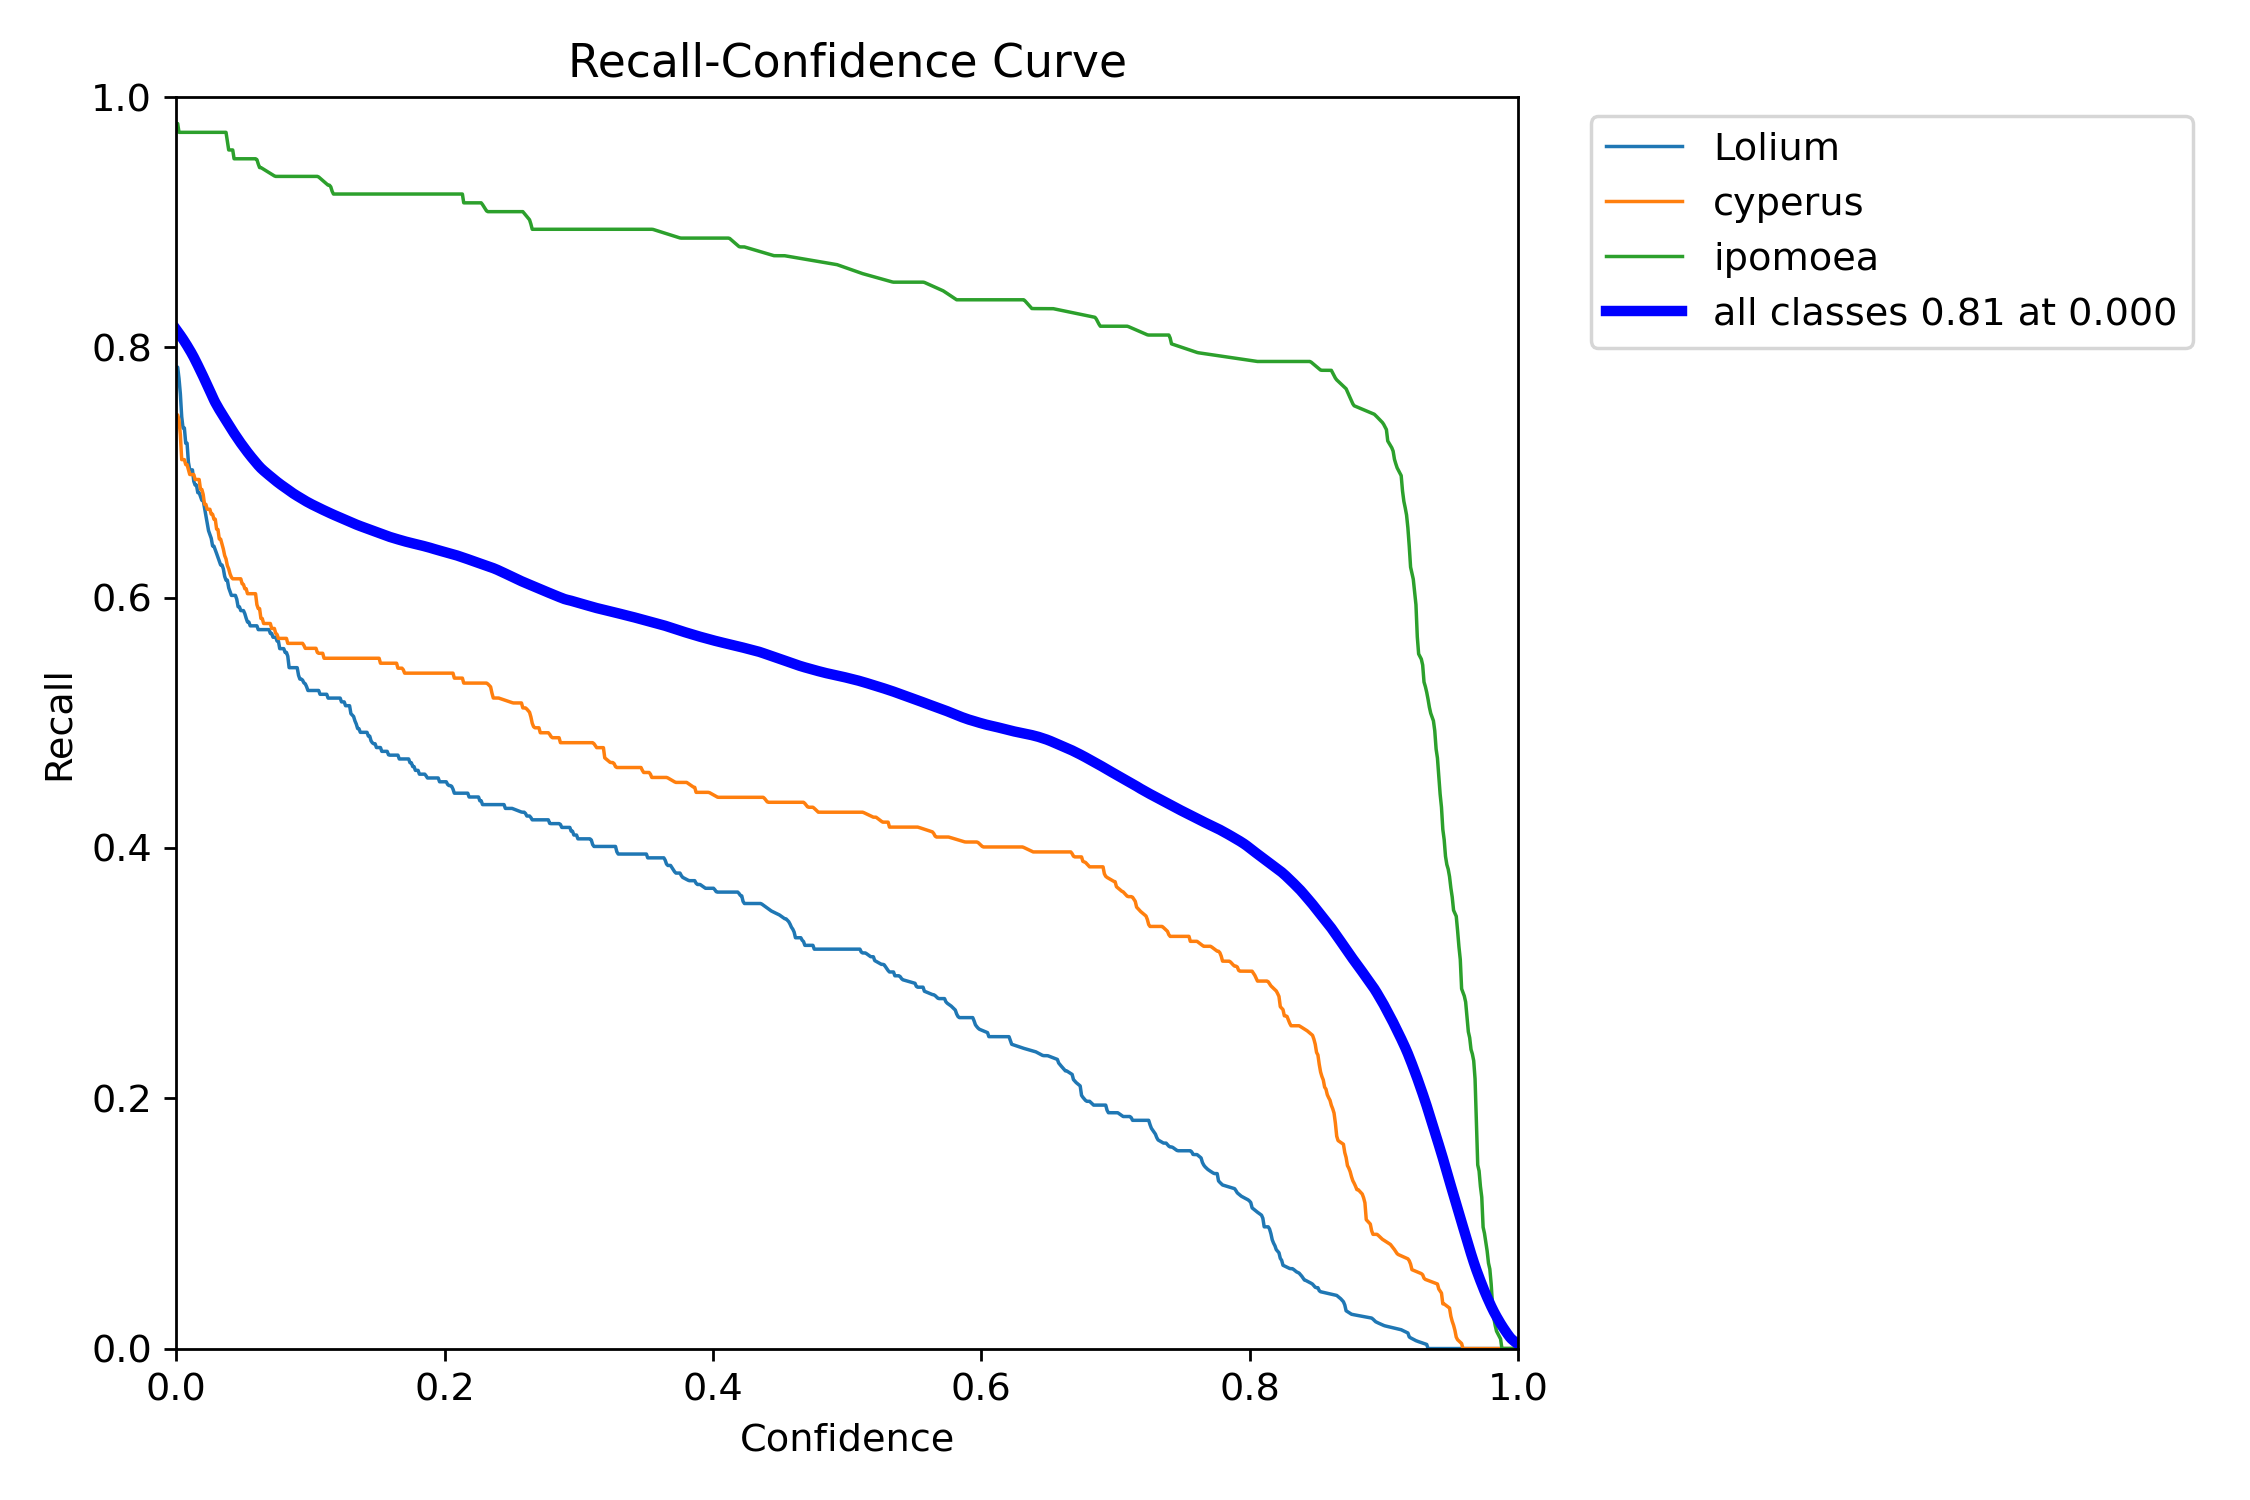 Recall-Confidence Curve
1.0
0.8
0.6
0.4
0.2
0.0
Recall
0.0 0.2 0.4 0.6 0.8 1.0
Confidence
Lolium
cyperus
ipomoea
all classes 0.81 at 0.000